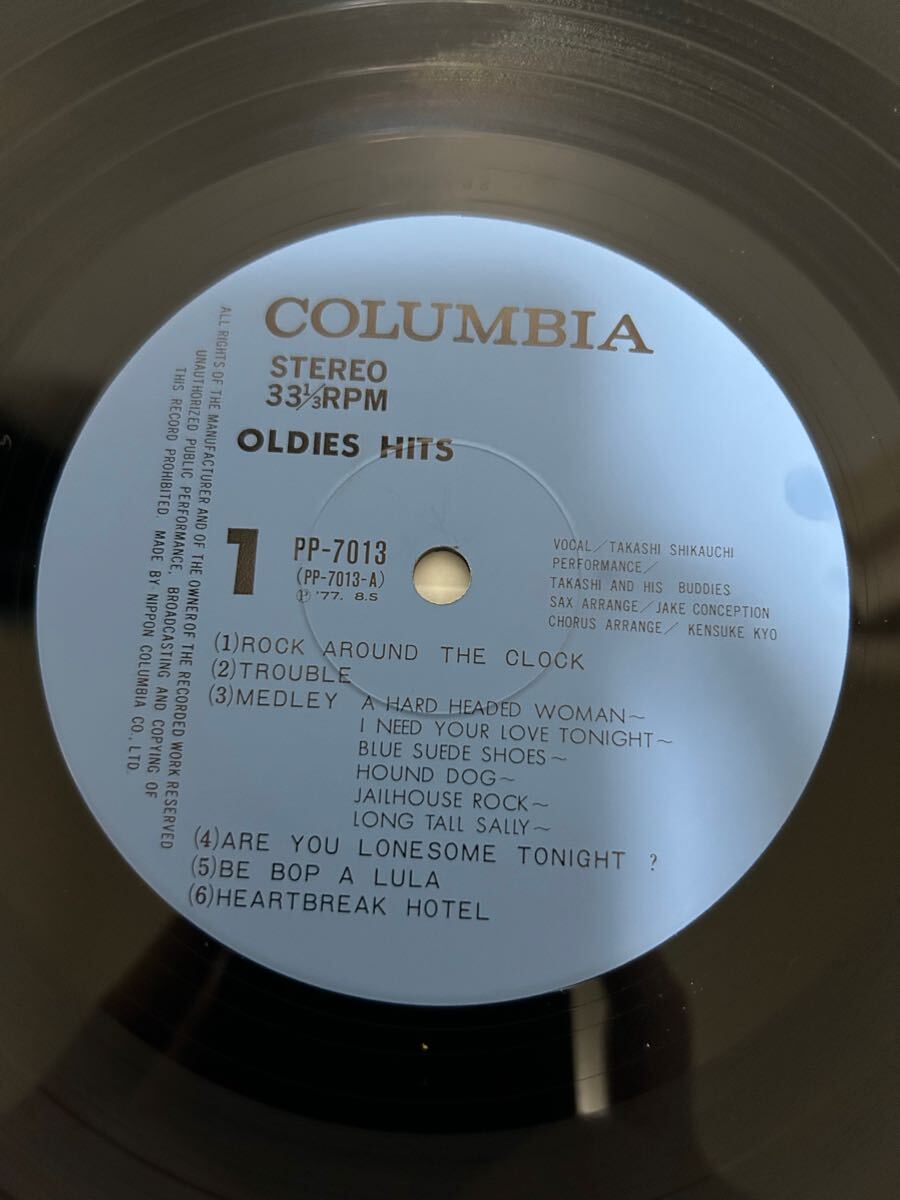 COLUMBIA
STEREO
33⅓RPM
OLDIES HITS
1
PP-7013
(PP-7013-A)
Ⓟ'77. 8.S
VOCAL/TAKASHI SHIKAUCHI
PERFORMANCE/
TAKASHI AND HIS BUDDIES
SAX ARRANGE/JAKE CONCEPTION
CHORUS ARRANGE/ KENSUKE KYO
(1)ROCK AROUND THE CLOCK
(2)TROUBLE
(3)MEDLEY A HARD HEADED WOMAN~
I NEED YOUR LOVE TONIGHT~
BLUE SUEDE SHOES~
HOUND DOG~
JAILHOUSE ROCK~
LONG TALL SALLY~
(4)ARE YOU LONESOME TONIGHT ?
(5)BE BOP A LULA
(6)HEARTBREAK HOTEL
ALL RIGHTS OF THE MANUFACTURER AND OF THE OWNER OF THE RECORDED WORK RESERVED
UNAUTHORIZED PUBLIC PERFORMANCE, BROADCASTING AND COPYING OF
THIS RECORD PROHIBITED. MADE BY NIPPON COLUMBIA CO., LTD.